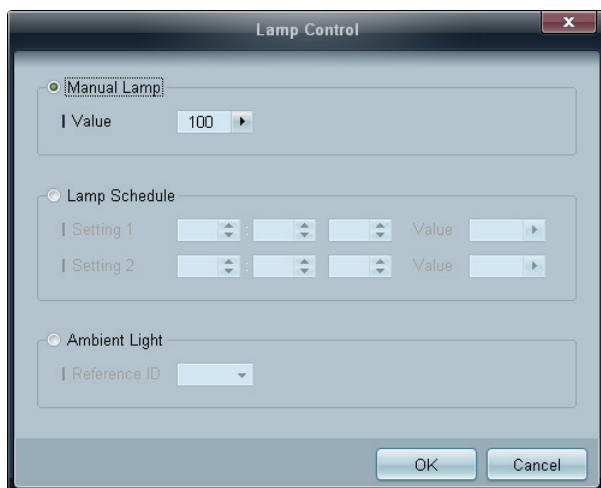 Lamp Control
Manual Lamp
Value 100
Lamp Schedule
Setting 1 : Value
Setting 2 : Value
Ambient Light
Reference ID
OK Cancel